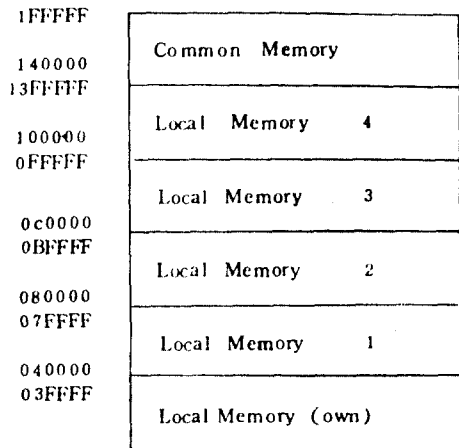 1FFFFF
Common Memory
140000
13FFFFF
Local Memory 4
100000
0FFFFF
Local Memory 3
0c0000
0BFFFF
Local Memory 2
080000
07FFFF
Local Memory 1
040000
03FFFF
Local Memory (own)